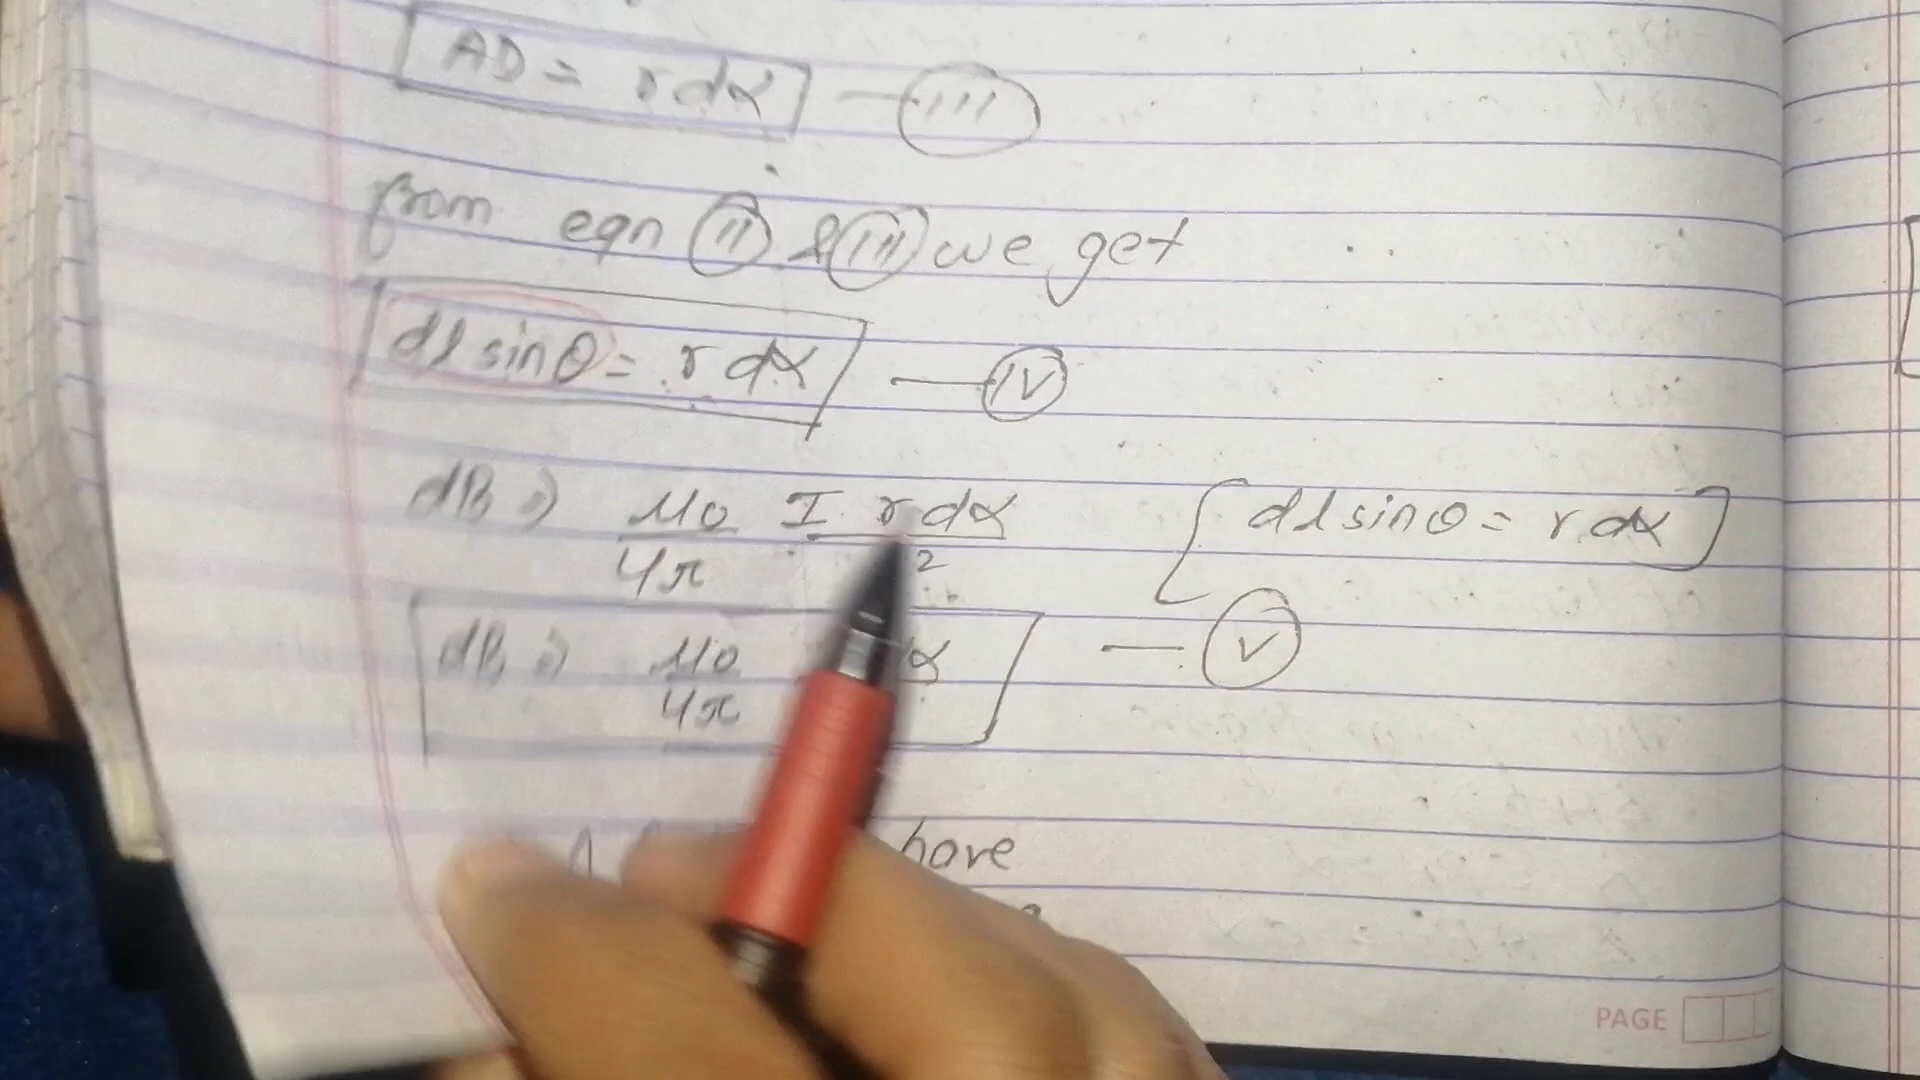 AD = r dα — (III)
from eqn (II) & (III) we get
dl sinθ = r dα — (IV)
dB ⇒ μ0/4π I r dα/ 2 [dl sinθ = r dα]
dB ⇒ μ0/4π α — (V)
have
PAGE